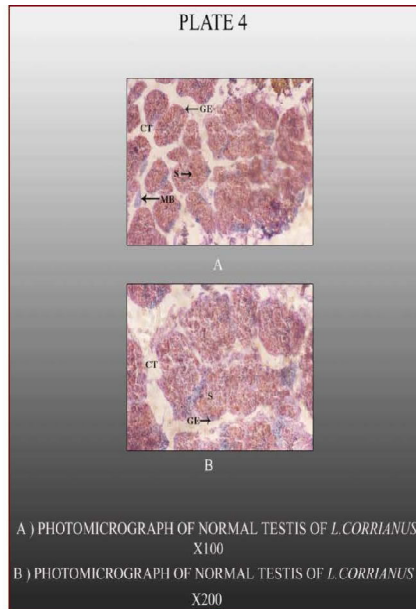 PLATE 4
GE
CT
S
MB
A
CT
S
GE
B
A ) PHOTOMICROGRAPH OF NORMAL TESTIS OF L.CORRIANUS
X100
B ) PHOTOMICROGRAPH OF NORMAL TESTIS OF L.CORRIANUS
X200